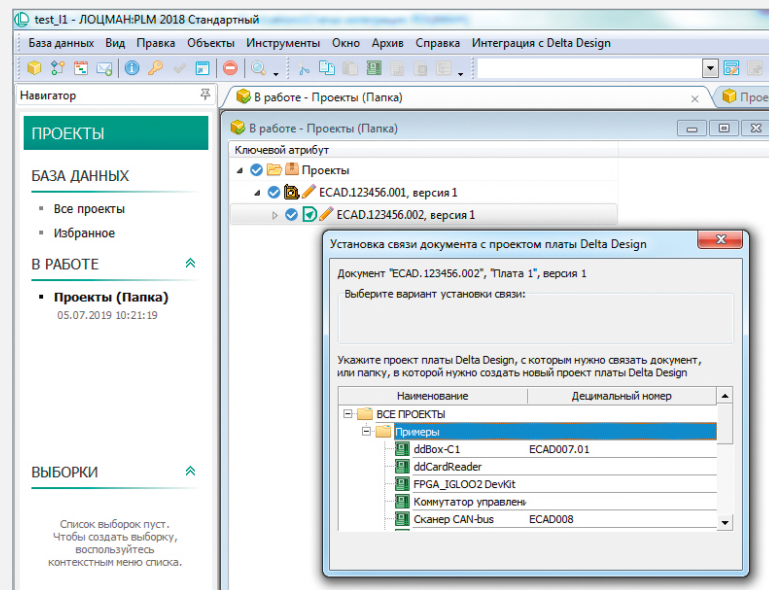 test_l1 - ЛОЦМАН:PLM 2018 Стандартный
База данных Вид Правка Объекты Инструменты Окно Архив Справка Интеграция с Delta Design
Навигатор
В работе - Проекты (Папка)
Прое
ПРОЕКТЫ
БАЗА ДАННЫХ
Все проекты
Избранное
В РАБОТЕ
Проекты (Папка)
05.07.2019 10:21:19
ВЫБОРКИ
Список выборок пуст.
Чтобы создать выборку,
воспользуйтесь
контекстным меню списка.
В работе - Проекты (Папка)
Ключевой атрибут
Проекты
ECAD.123456.001, версия 1
ECAD.123456.002, версия 1
Установка связи документа с проектом платы Delta Design
Документ "ECAD.123456.002", "Плата 1", версия 1
Выберите вариант установки связи:
Укажите проект платы Delta Design, с которым нужно связать документ,
или папку, в которой нужно создать новый проект платы Delta Design
Наименование Децимальный номер
ВСЕ ПРОЕКТЫ
Примеры
ddBox-C1 ECAD007.01
ddCardReader
FPGA_IGLOO2 DevKit
Коммутатор управлени
Сканер CAN-bus ECAD008